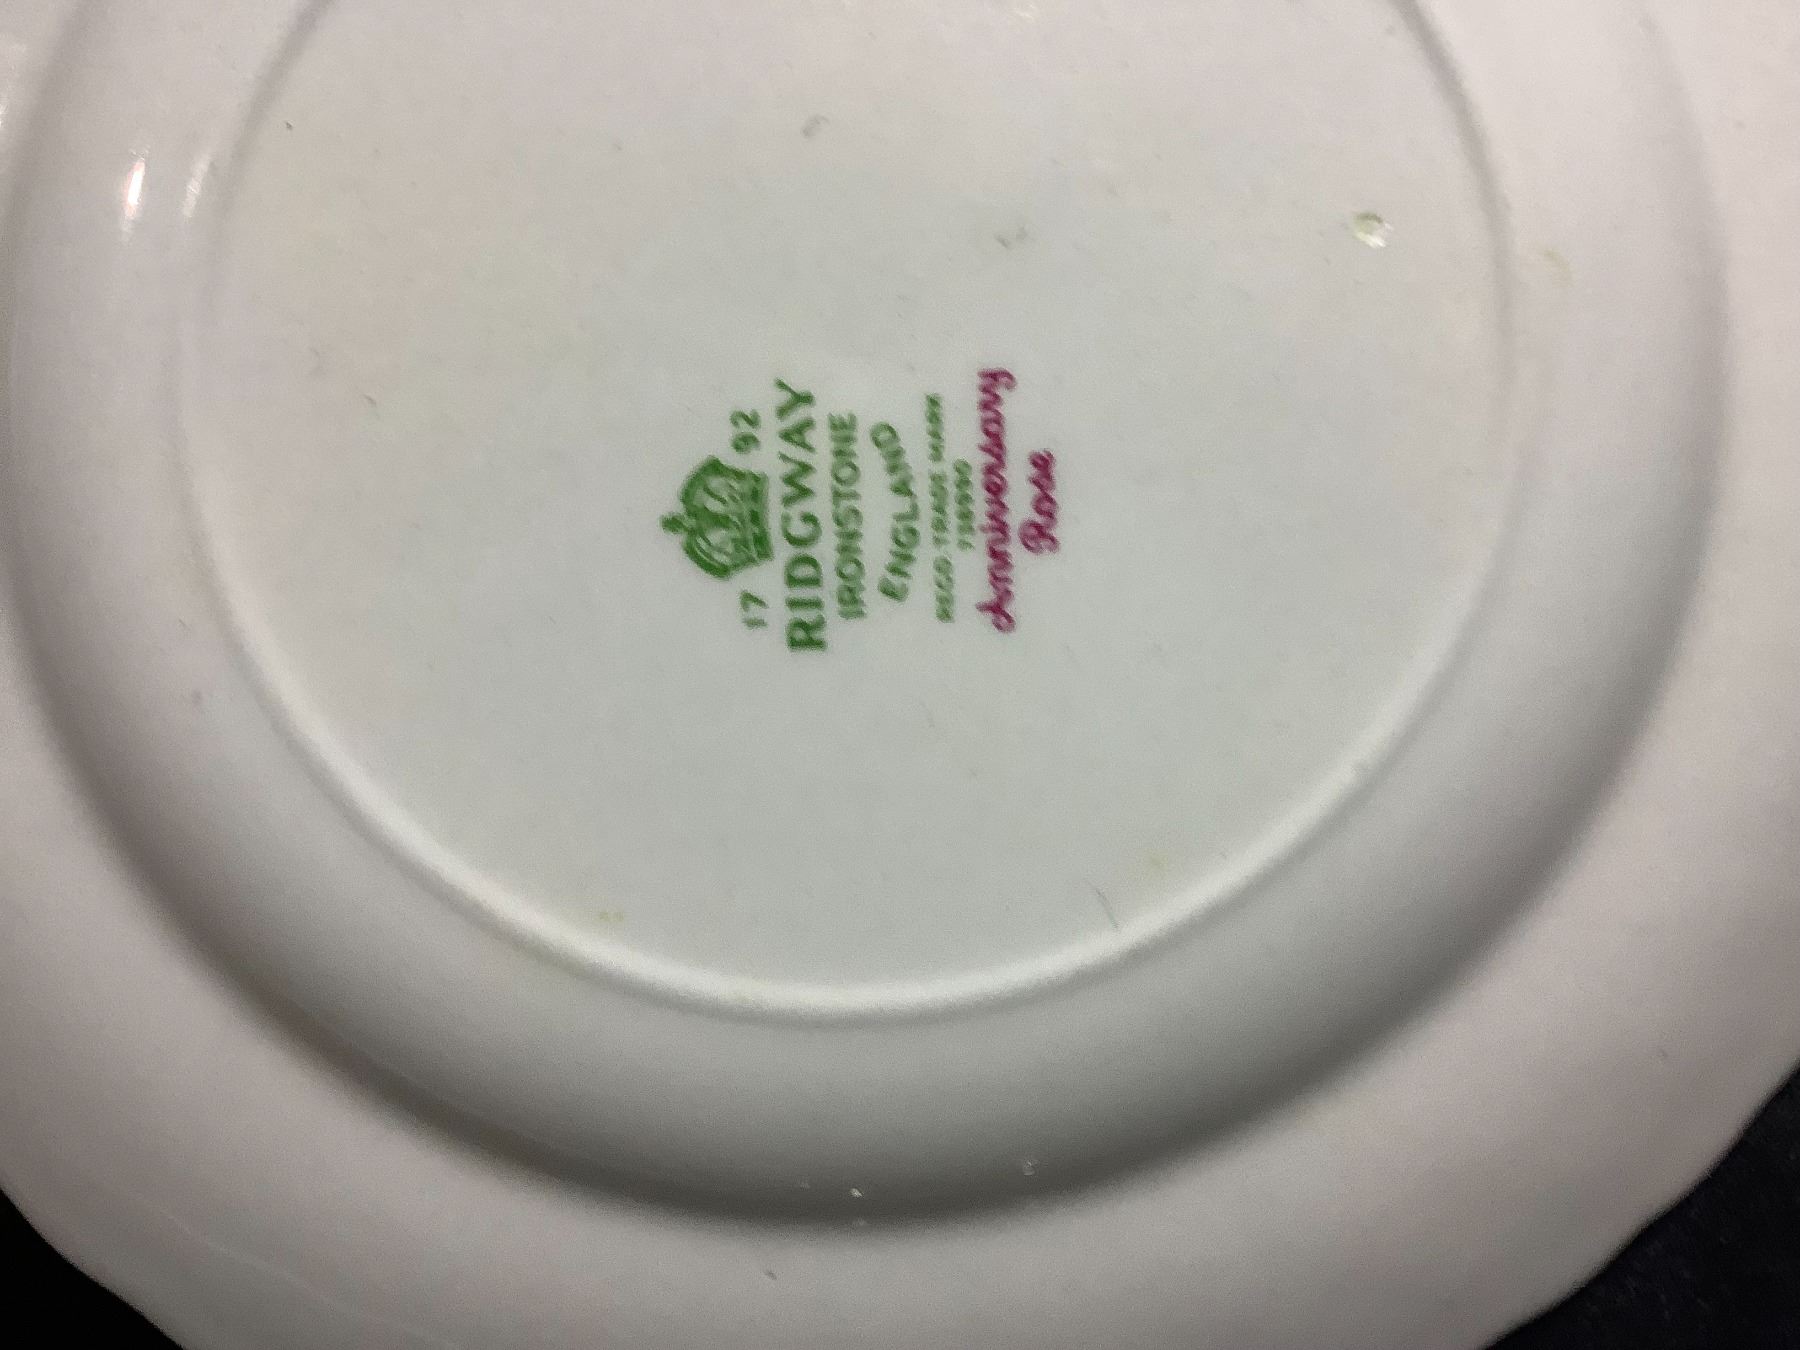 17 92
RIDGWAY
IRONSTONE
ENGLAND
REGD. TRADE MARK
Anniversary
Rose